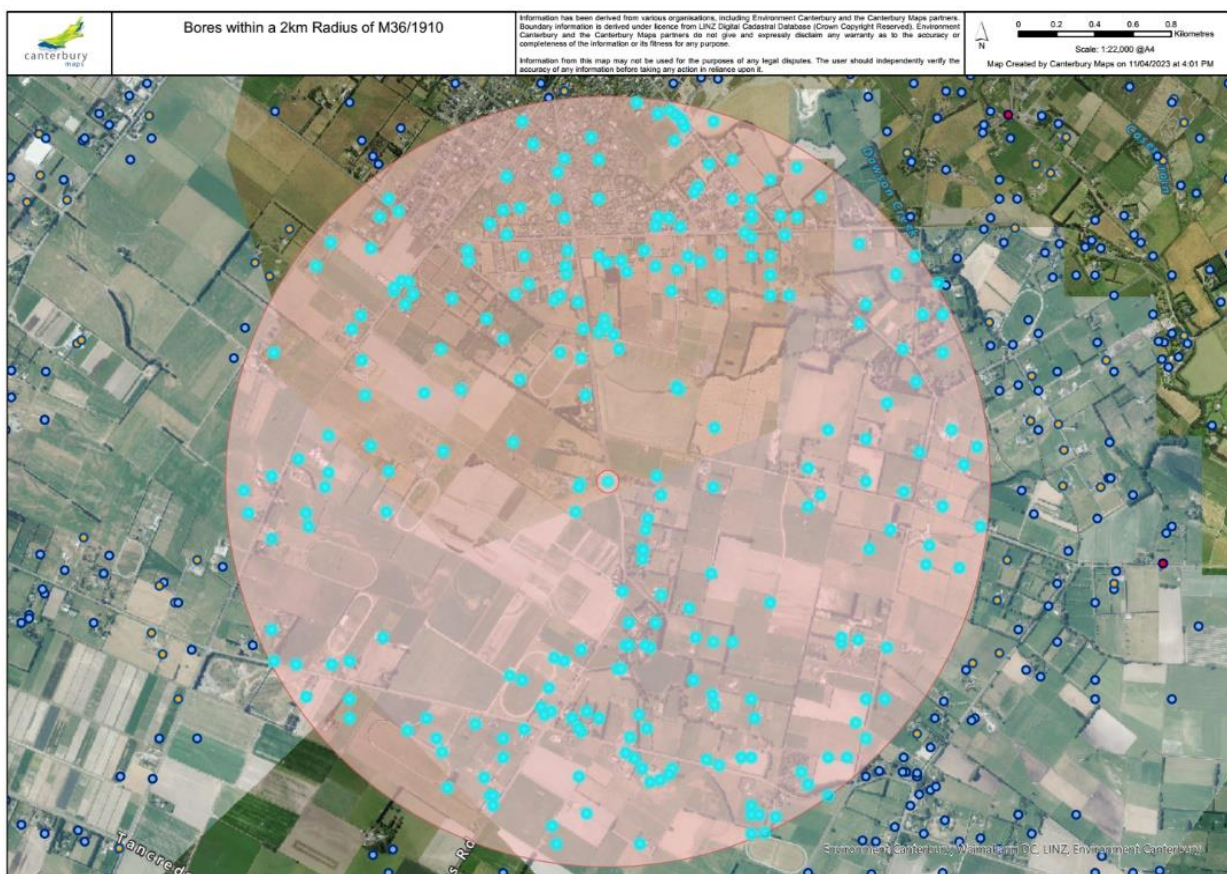 canterbury
maps
Bores within a 2km Radius of M36/1910
Information has been derived from various organisations, including Environment Canterbury and the Canterbury Maps partners.
Boundary information is derived under licence from LINZ Digital Cadastral Database (Crown Copyright Reserved). Environment
Canterbury and the Canterbury Maps partners do not give and expressly disclaim any warranty as to the accuracy or
completeness of the information or its fitness for any purpose.
Information from this map may not be used for the purposes of any legal disputes. The user should independently verify the
accuracy of any information before taking any action in reliance upon it.
N
0 0.2 0.4 0.6 0.8
Kilometres
Scale: 1:22,000 @A4
Map Created by Canterbury Maps on 11/04/2023 at 4:01 PM
Dawson Creek
Tancreds
s Rd
Environment Canterbury, Waimakariri DC, LINZ, Environment Canterbury